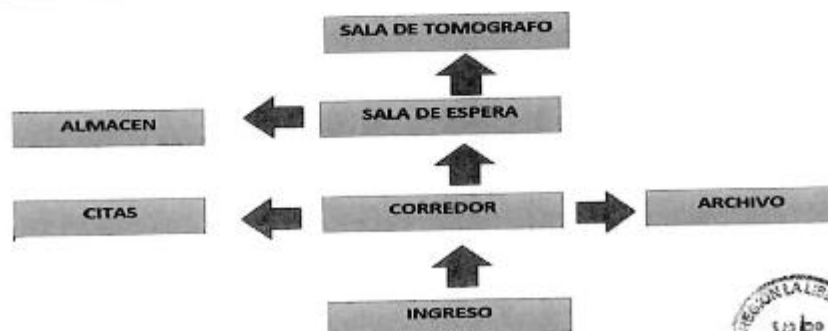 SALA DE TOMOGRAFO
ALMACEN
SALA DE ESPERA
CITAS
CORREDOR
ARCHIVO
INGRESO